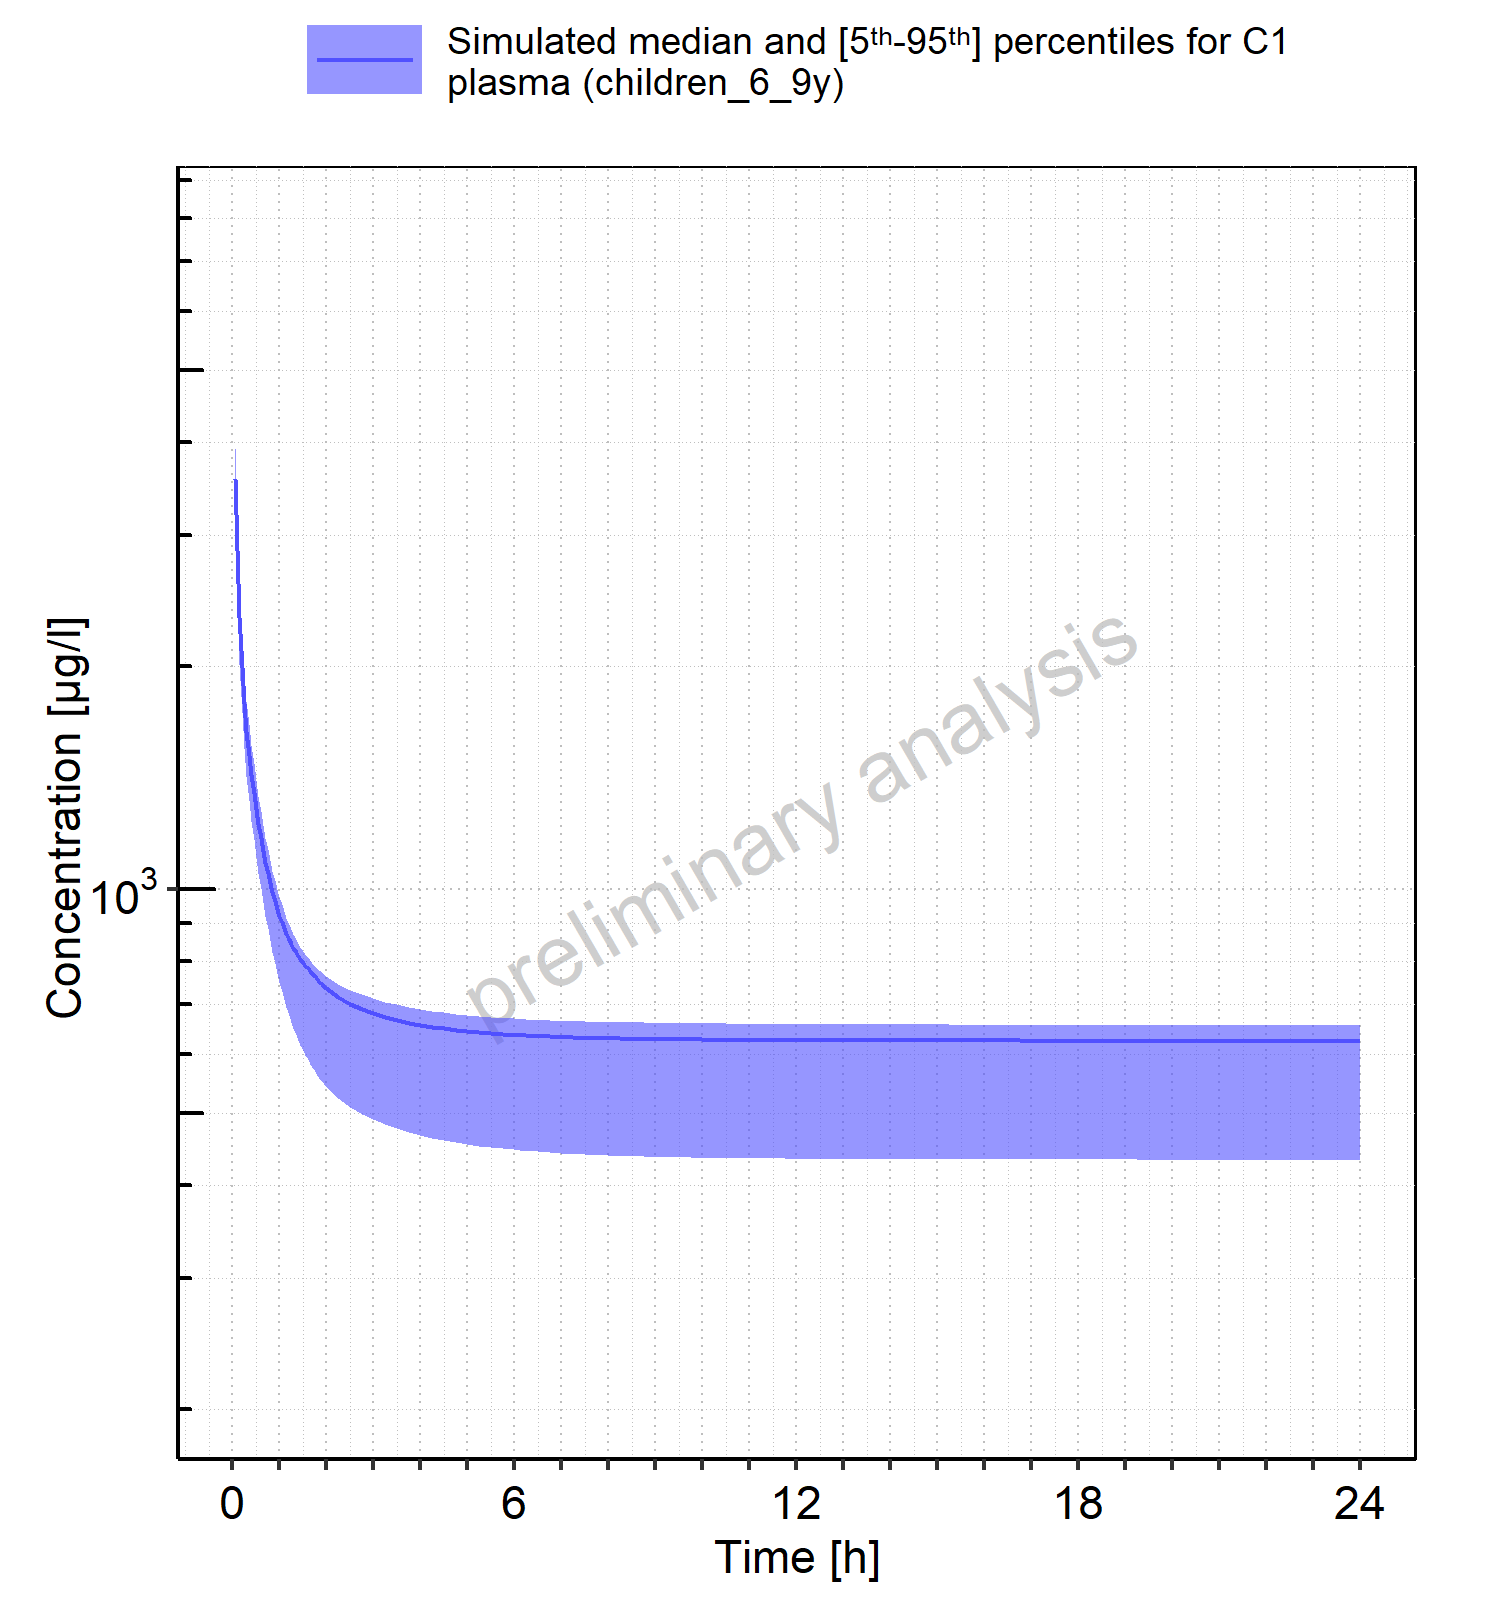 Simulated median and [5th-95th] percentiles for C1
plasma (children_6_9y)
Concentration [µg/l]
10³
preliminary analysis
0 6 12 18 24
Time [h]